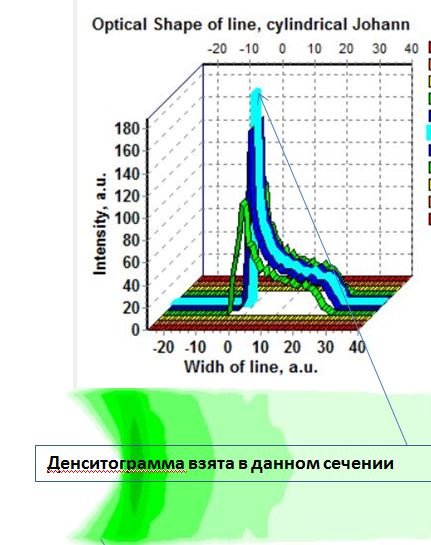 Optical Shape of line, cylindrical Johann
-20 -10 0 10 20 30 40
180
160
140
120
100
80
60
40
20
0
Intensity, a.u.
-20 -10 0 10 20 30 40
Widh of line, a.u.
Денситограмма взята в данном сечении